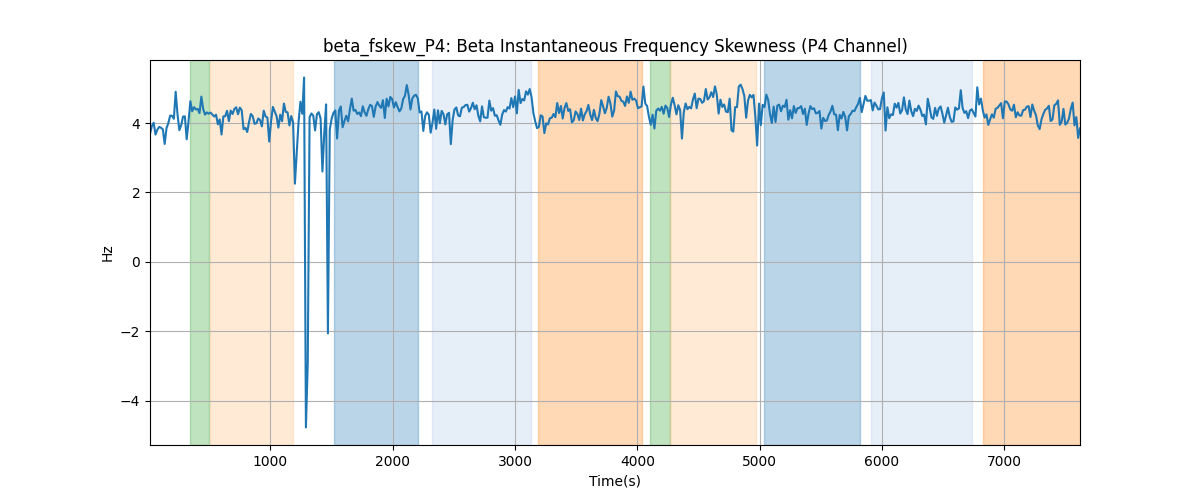 beta_fskew_P4: Beta Instantaneous Frequency Skewness (P4 Channel)
4
2
0
−2
−4
Hz
1000 2000 3000 4000 5000 6000 7000
Time(s)